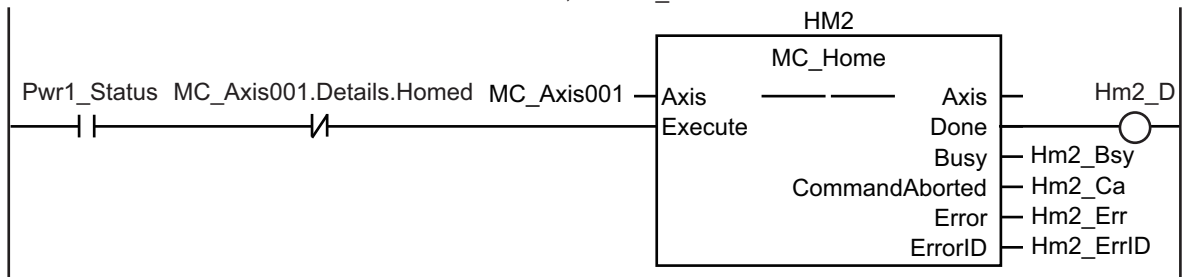 HM2
MC_Home
Pwr1_Status MC_Axis001.Details.Homed MC_Axis001 Axis Axis Hm2_D
Execute Done
Busy Hm2_Bsy
CommandAborted Hm2_Ca
Error Hm2_Err
ErrorID Hm2_ErrID